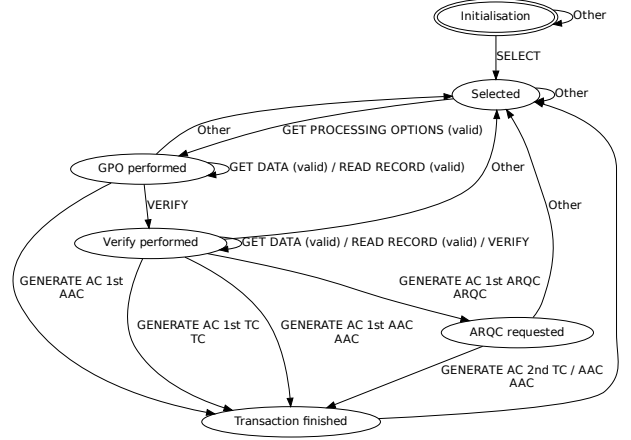 Initialisation
Other
SELECT
Selected
Other
Other
GET PROCESSING OPTIONS (valid)
GPO performed
GET DATA (valid) / READ RECORD (valid)
Other
VERIFY
Verify performed
GET DATA (valid) / READ RECORD (valid) / VERIFY
Other
GENERATE AC 1st
AAC
GENERATE AC 1st ARQC
ARQC
GENERATE AC 1st TC
TC
GENERATE AC 1st AAC
AAC
ARQC requested
GENERATE AC 2nd TC / AAC
AAC
Transaction finished